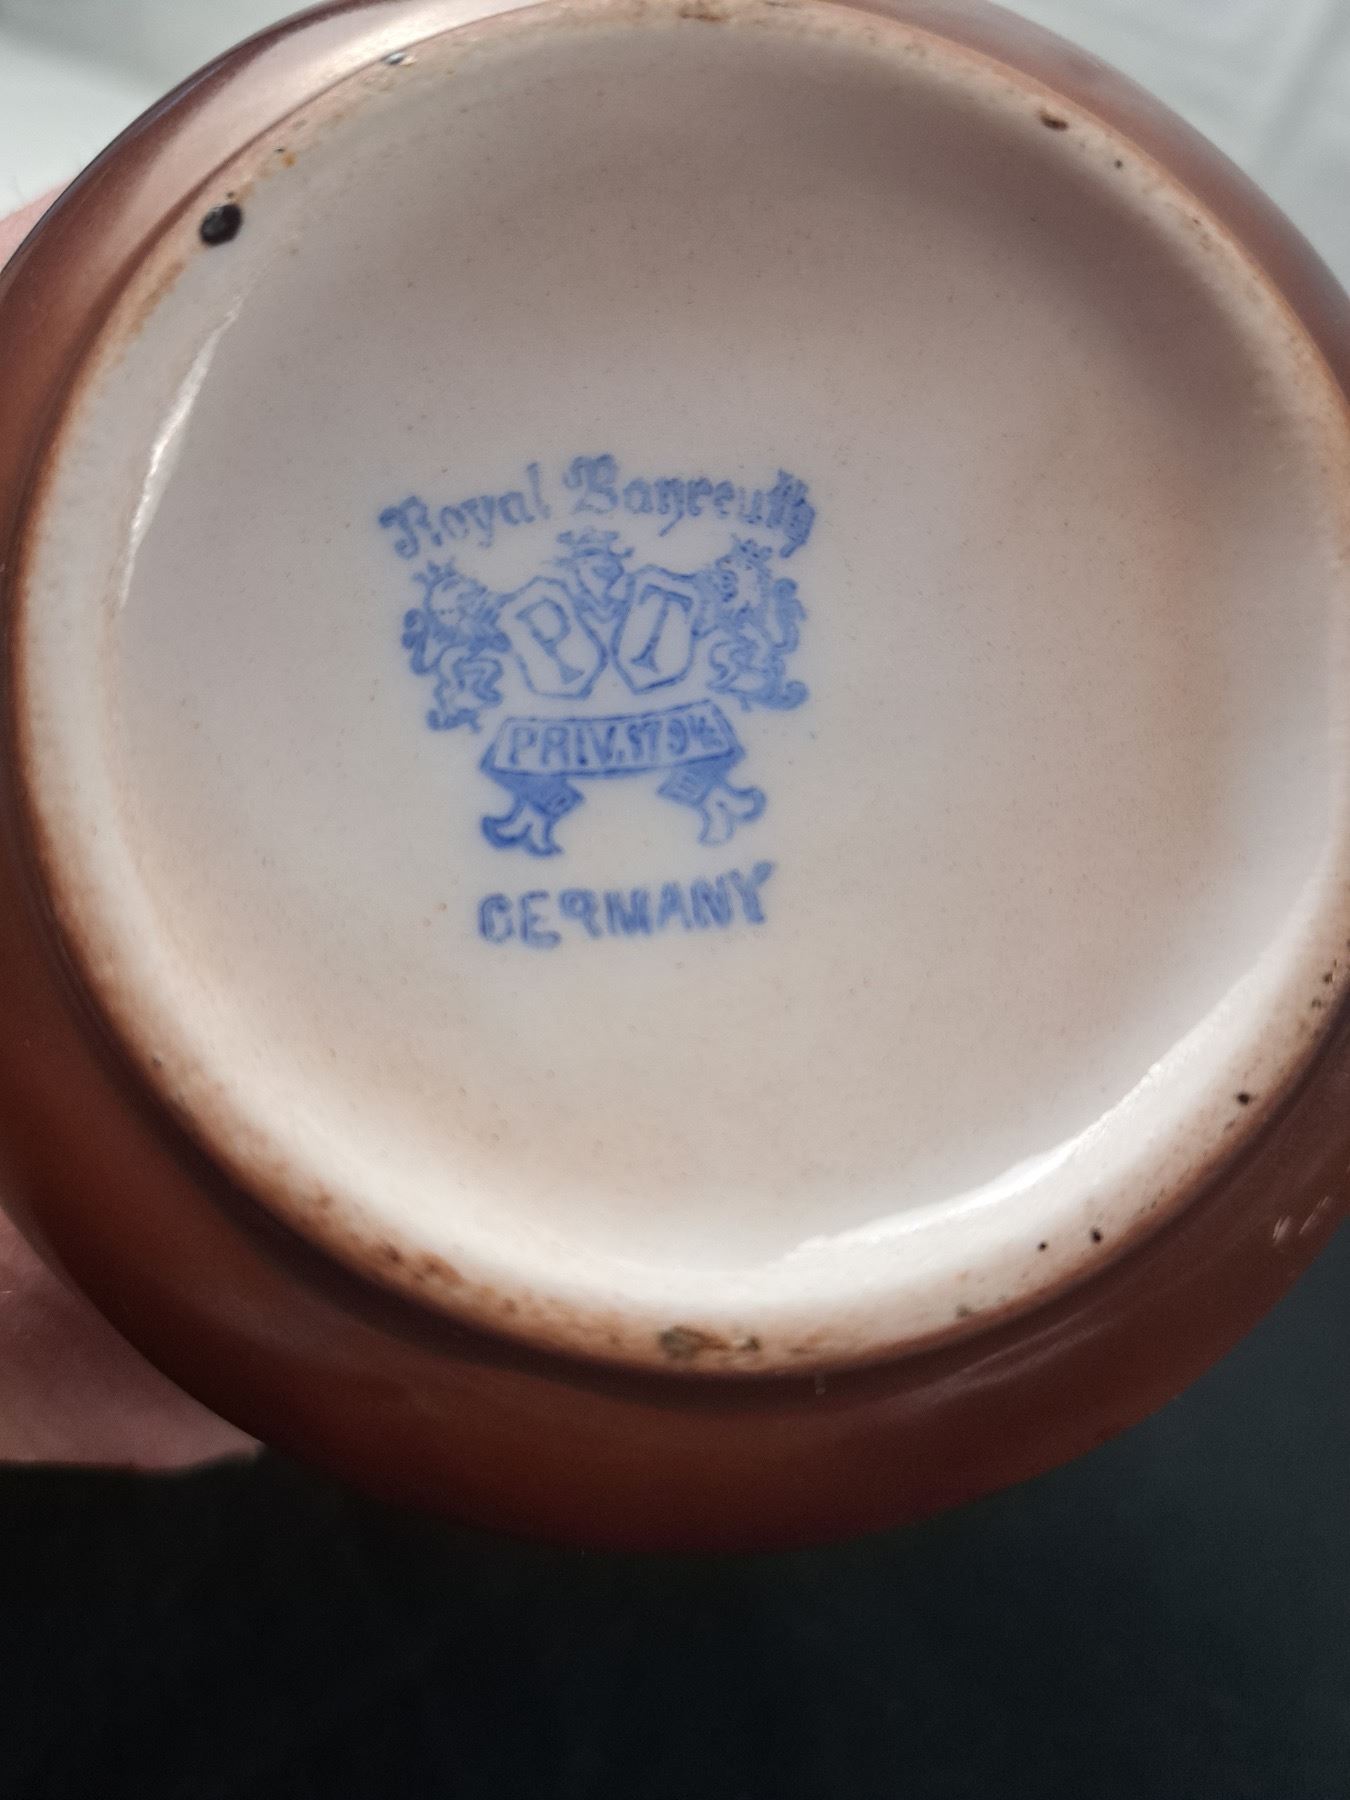 Royal Bayreuth
P T
PRIV. 1794
GERMANY